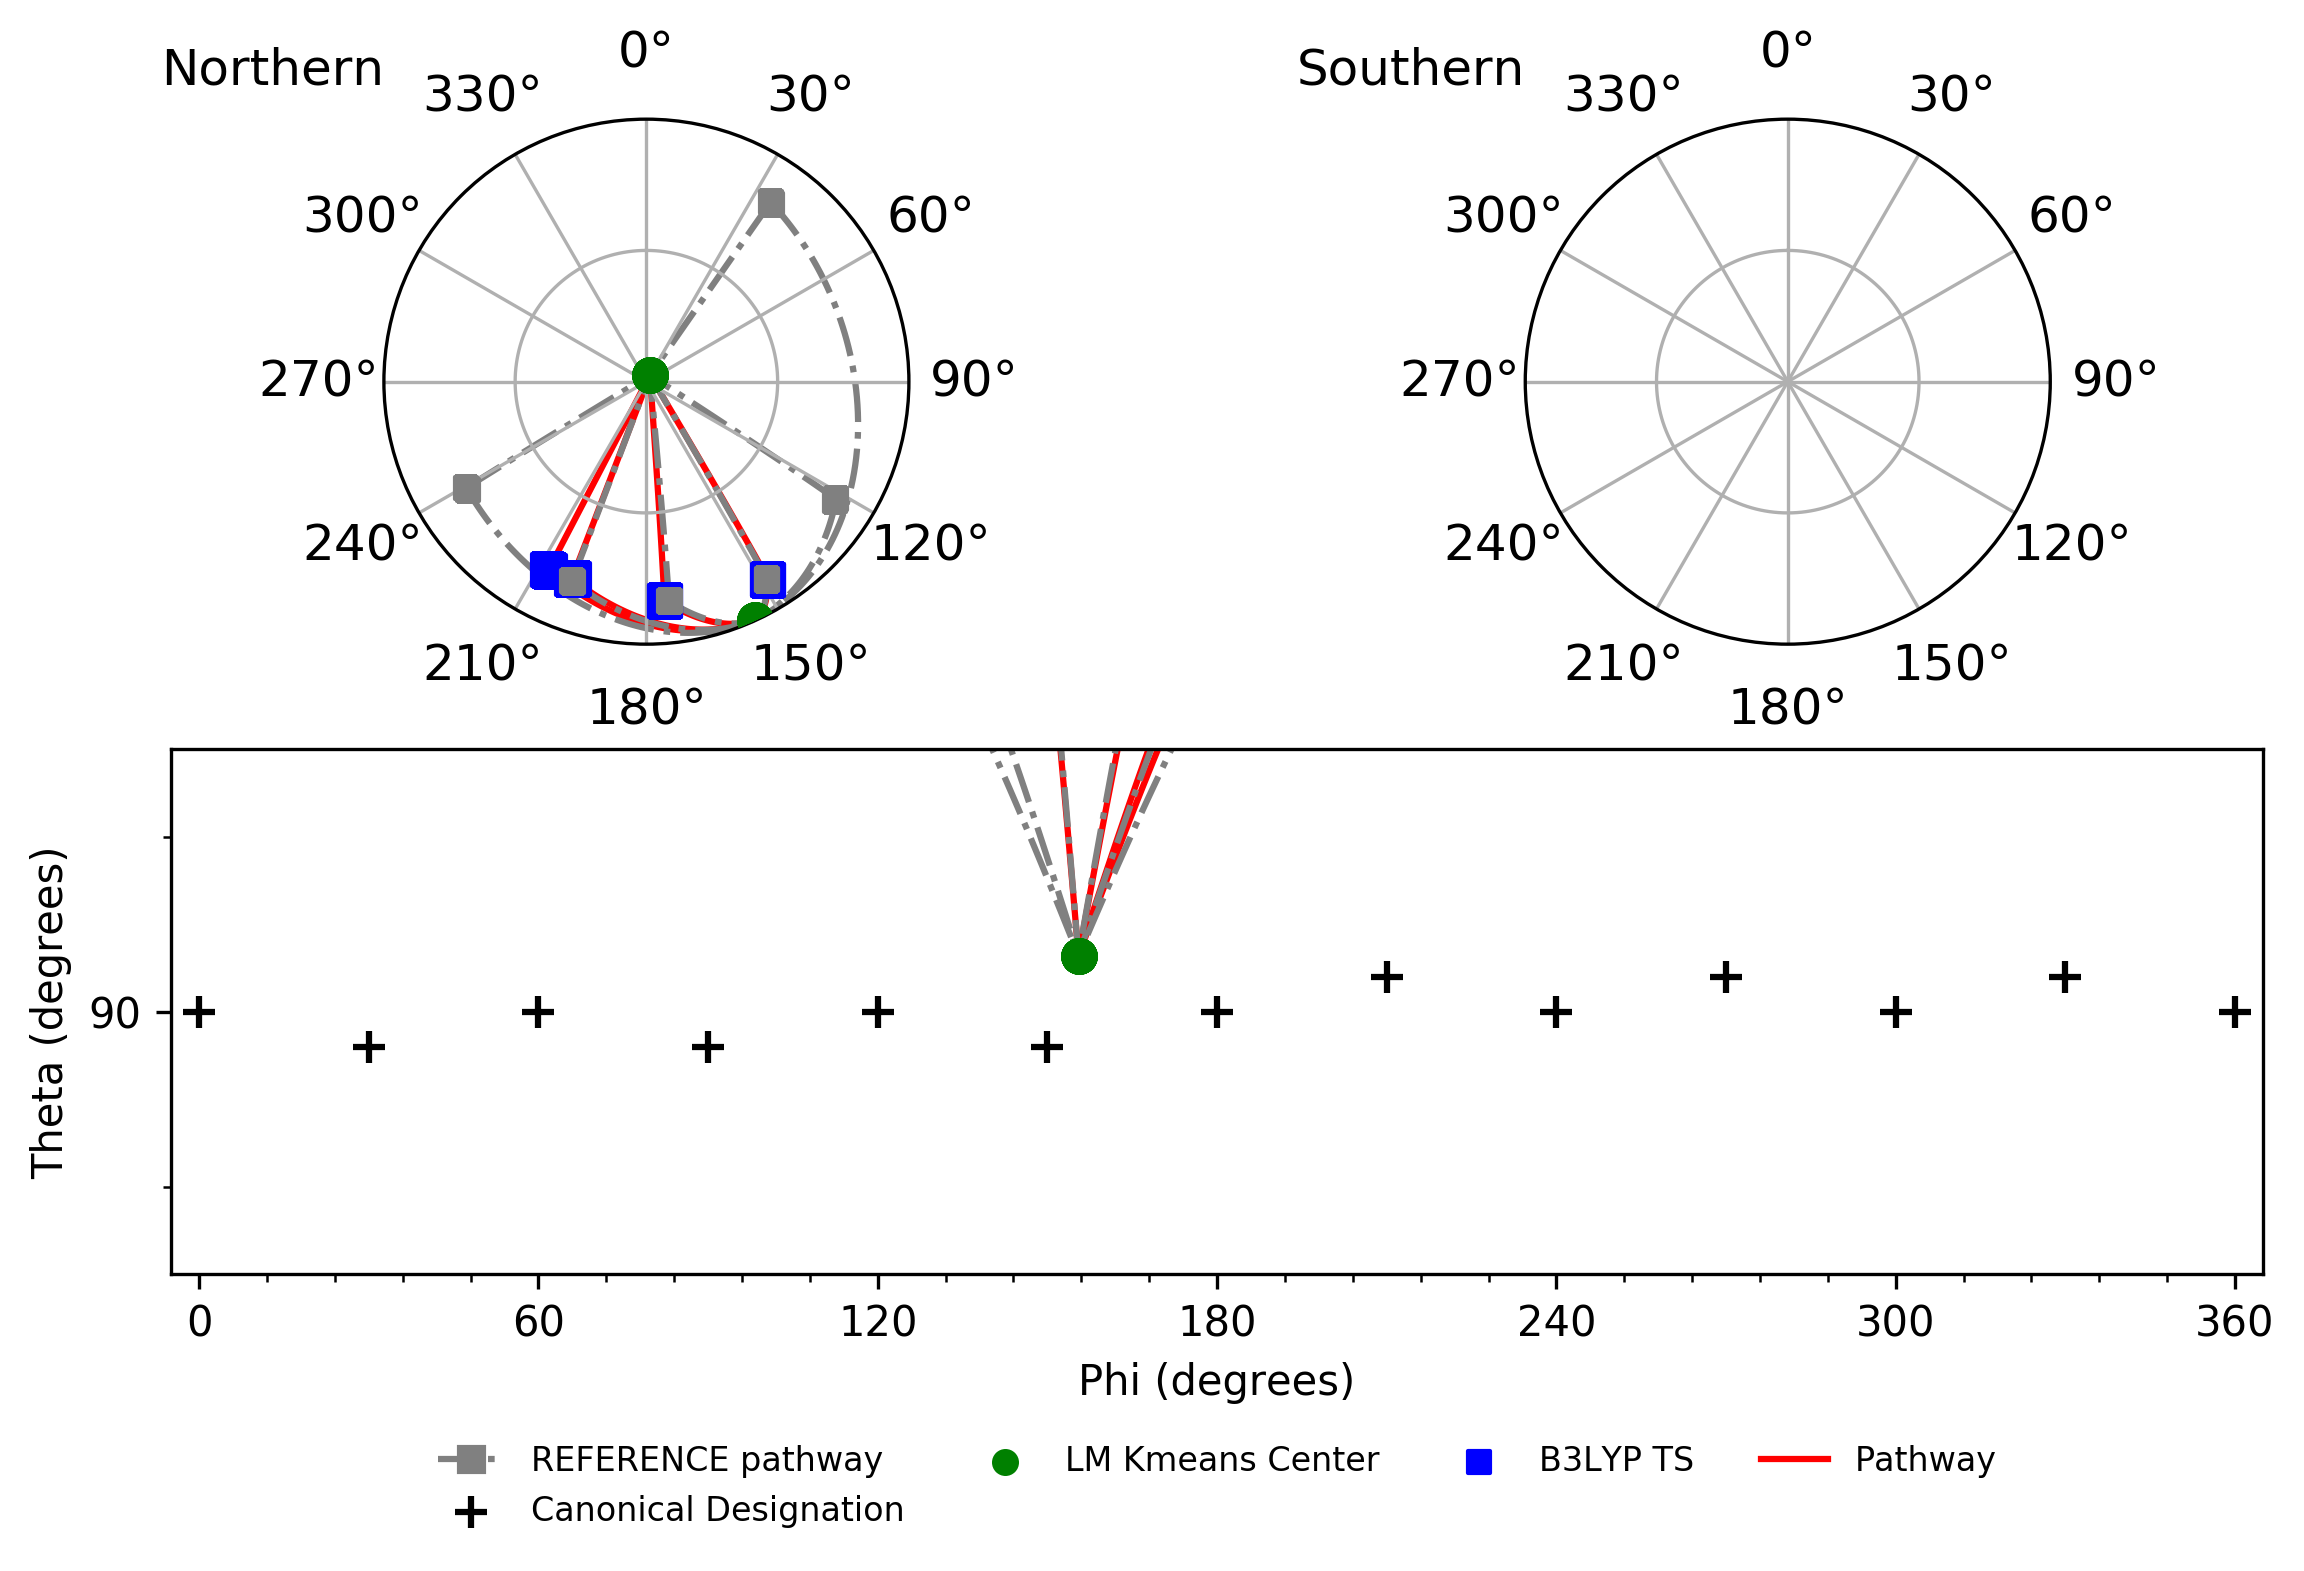 Northern
0°
30°
60°
90°
120°
150°
180°
210°
240°
270°
300°
330°
Southern
0°
30°
60°
90°
120°
150°
180°
210°
240°
270°
300°
330°
Theta (degrees)
90
0 60 120 180 240 300 360
Phi (degrees)
REFERENCE pathway
Canonical Designation
LM Kmeans Center
B3LYP TS
Pathway